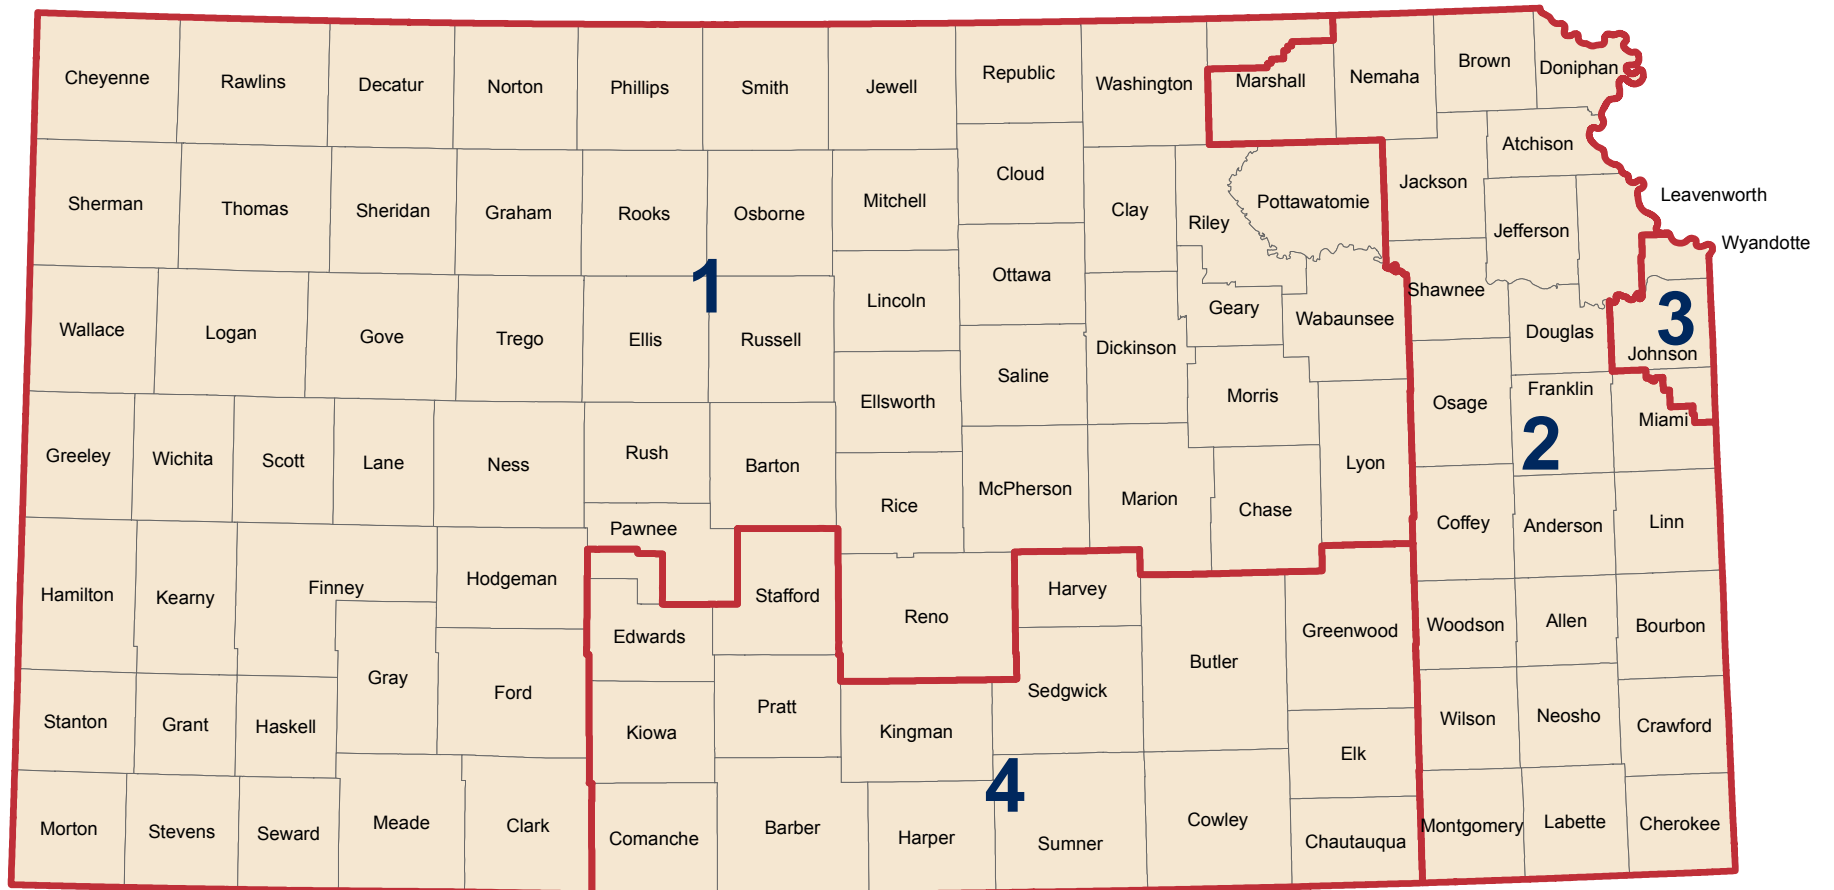 Cheyenne
Rawlins
Decatur
Norton
Phillips
Smith
Jewell
Republic
Washington
Marshall
Nemaha
Brown
Doniphan
Atchison
Jackson
Leavenworth
Sherman
Thomas
Sheridan
Graham
Rooks
Osborne
Mitchell
Cloud
Clay
Riley
Pottawatomie
Jefferson
Wyandotte
1
Ottawa
Lincoln
Geary
Wabaunsee
Shawnee
Douglas
3
Johnson
Wallace
Logan
Gove
Trego
Ellis
Russell
Dickinson
Saline
Ellsworth
Morris
Osage
Franklin
2
Miami
Greeley
Wichita
Scott
Lane
Ness
Rush
Barton
Rice
McPherson
Marion
Chase
Lyon
Coffey
Anderson
Linn
Pawnee
Hamilton
Kearny
Finney
Hodgeman
Stafford
Reno
Harvey
Edwards
Butler
Greenwood
Woodson
Allen
Bourbon
Gray
Ford
Stanton
Grant
Haskell
Kiowa
Pratt
Kingman
Sedgwick
Elk
Wilson
Neosho
Crawford
4
Morton
Stevens
Seward
Meade
Clark
Comanche
Barber
Harper
Sumner
Cowley
Chautauqua
Montgomery
Labette
Cherokee